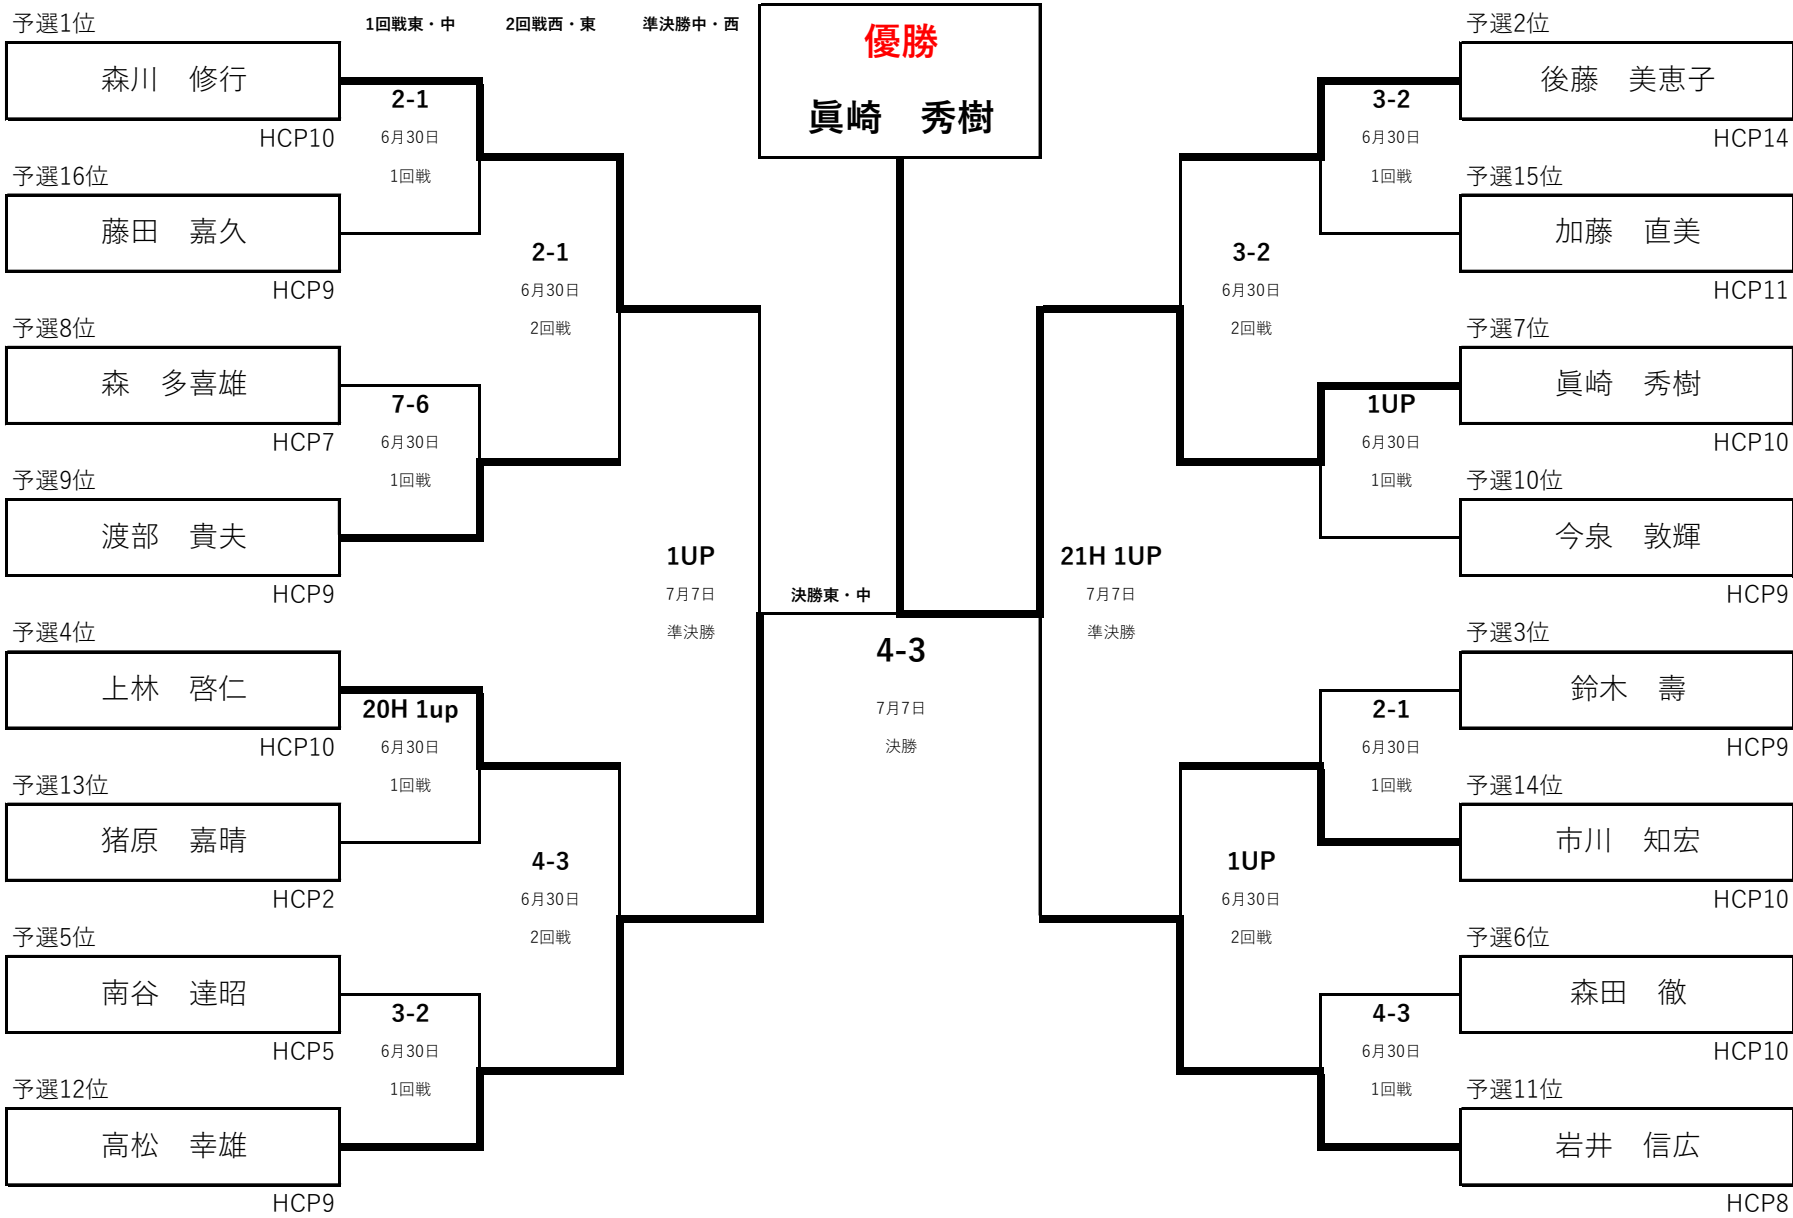 1回戦東・中　2回戦西・東　準決勝中・西
優勝
眞崎　秀樹
予選1位
森川　修行
HCP10
2-1
6月30日
1回戦
予選16位
藤田　嘉久
HCP9
2-1
6月30日
2回戦
予選8位
森　多喜雄
HCP7
7-6
6月30日
1回戦
予選9位
渡部　貴夫
HCP9
1UP
7月7日
準決勝
予選4位
上林　啓仁
HCP10
20H 1up
6月30日
1回戦
予選13位
猪原　嘉晴
HCP2
4-3
6月30日
2回戦
予選5位
南谷　達昭
HCP5
3-2
6月30日
1回戦
予選12位
高松　幸雄
HCP9
決勝東・中
4-3
7月7日
決勝
予選2位
後藤　美恵子
HCP14
3-2
6月30日
1回戦
予選15位
加藤　直美
HCP11
3-2
6月30日
2回戦
予選7位
眞崎　秀樹
HCP10
1UP
6月30日
1回戦
予選10位
今泉　敦輝
HCP9
21H 1UP
7月7日
準決勝
予選3位
鈴木　壽
HCP9
2-1
6月30日
1回戦
予選14位
市川　知宏
HCP10
1UP
6月30日
2回戦
予選6位
森田　徹
HCP10
4-3
6月30日
1回戦
予選11位
岩井　信広
HCP8